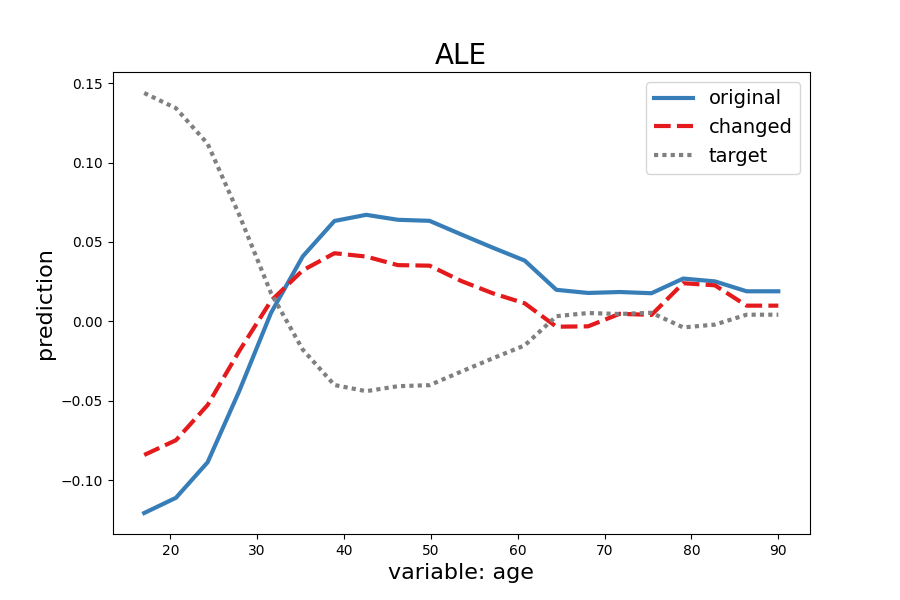 ALE
original
changed
target
prediction
0.15
0.10
0.05
0.00
−0.05
−0.10
20 30 40 50 60 70 80 90
variable: age